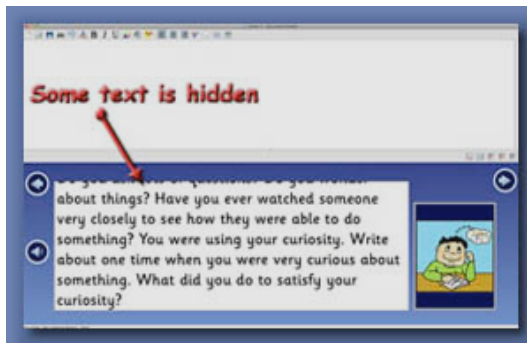 Some text is hidden
about things? Have you ever watched someone
very closely to see how they were able to do
something? You were using your curiosity. Write
about one time when you were very curious about
something. What did you do to satisfy your
curiosity?